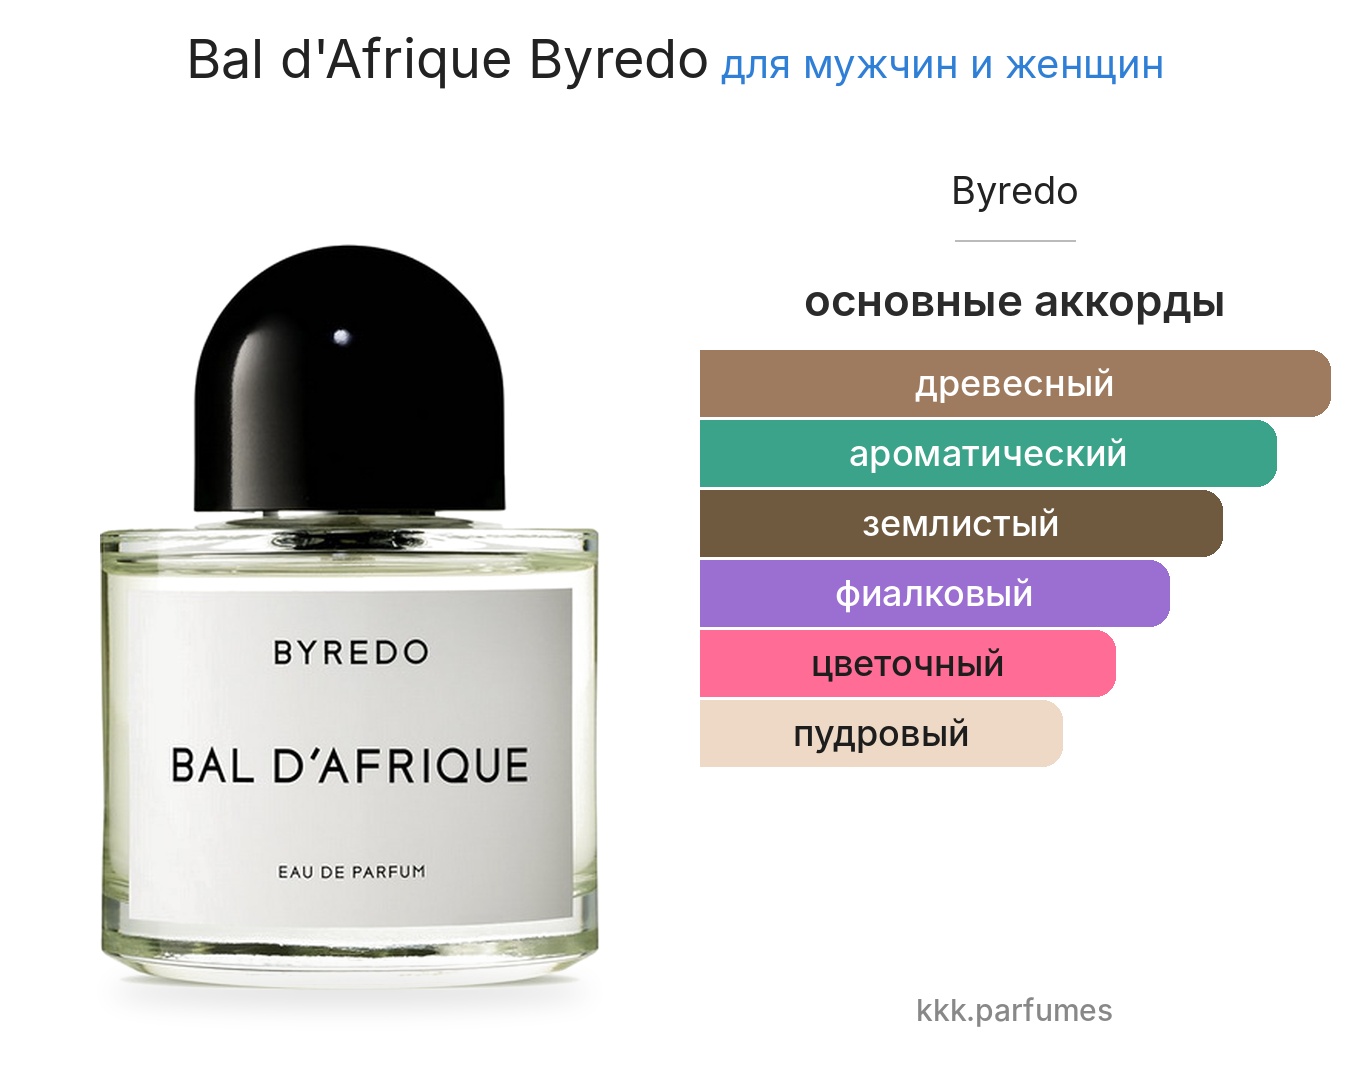 Bal d'Afrique Byredo для мужчин и женщин
Byredo
основные аккорды
древесный
ароматический
землистый
фиалковый
цветочный
пудровый
BYREDO
BAL D'AFRIQUE
EAU DE PARFUM
kkk.parfumes